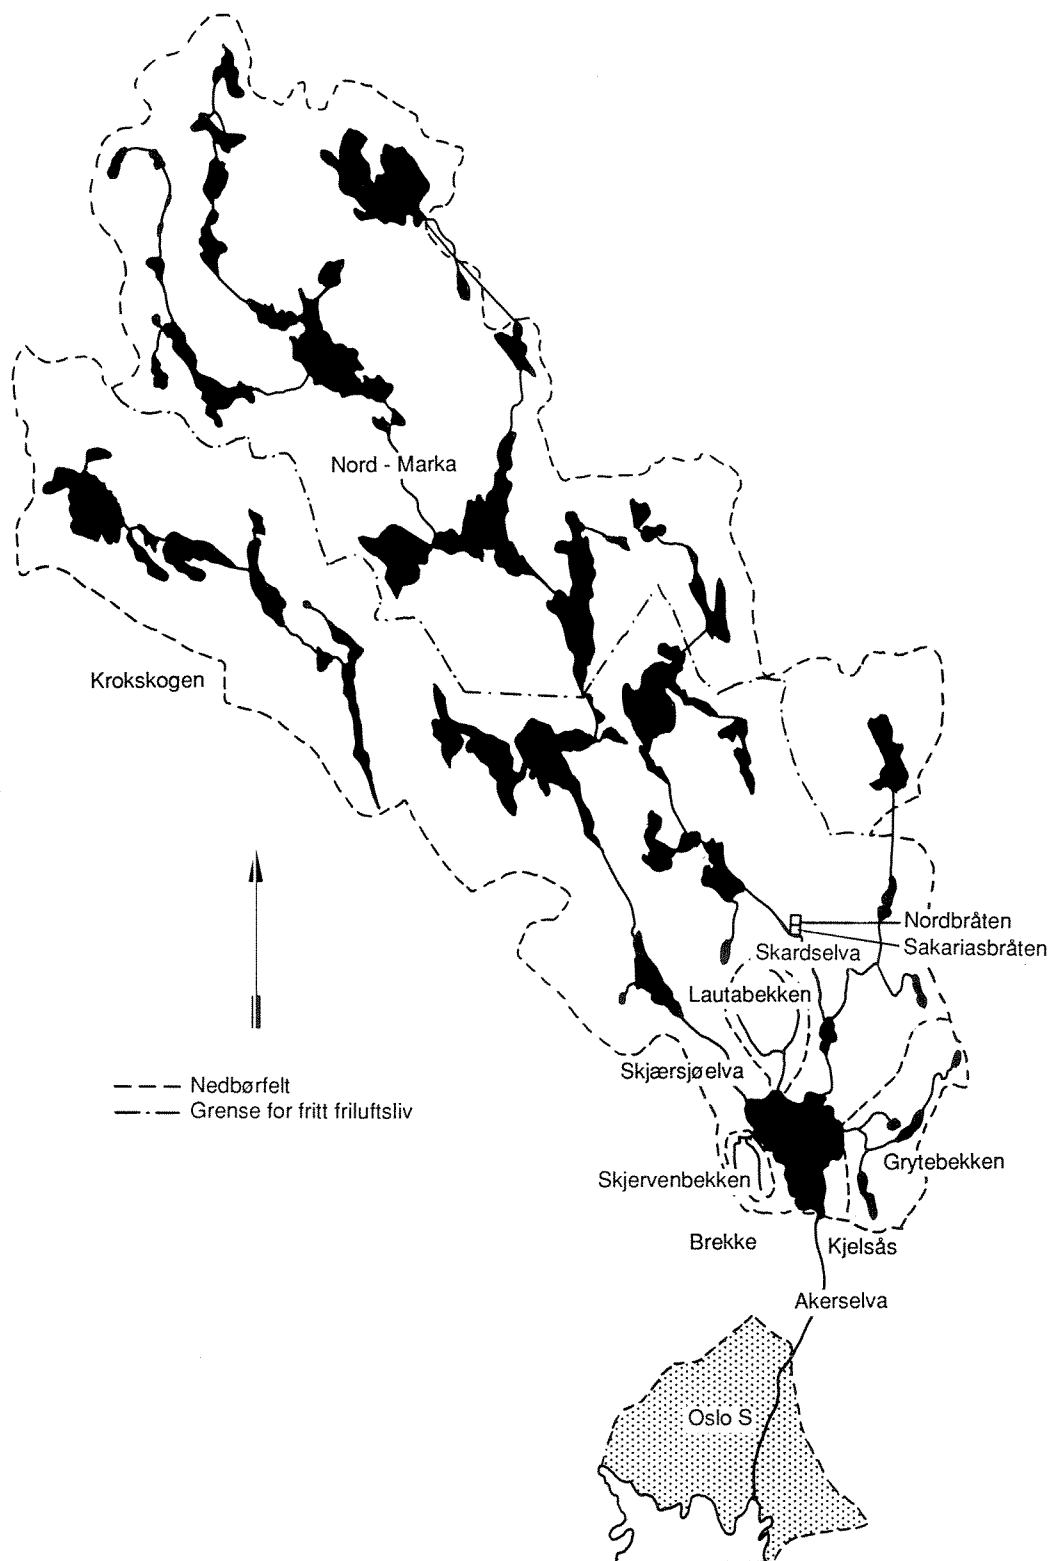 Nord - Marka
Krokskogen
Nordbråten
Sakariasbråten
Skardselva
Lautabekken
Skjærsjøelva
Nedbørfelt
Grense for fritt friluftsliv
Grytebekken
Skjervenbekken
Brekke
Kjelsås
Akerselva
Oslo S